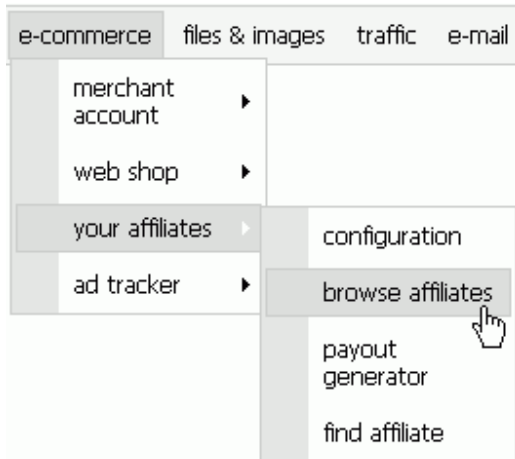 e-commerce files & images traffic e-mail
merchant
account
web shop
your affiliates
ad tracker
configuration
browse affiliates
payout
generator
find affiliate